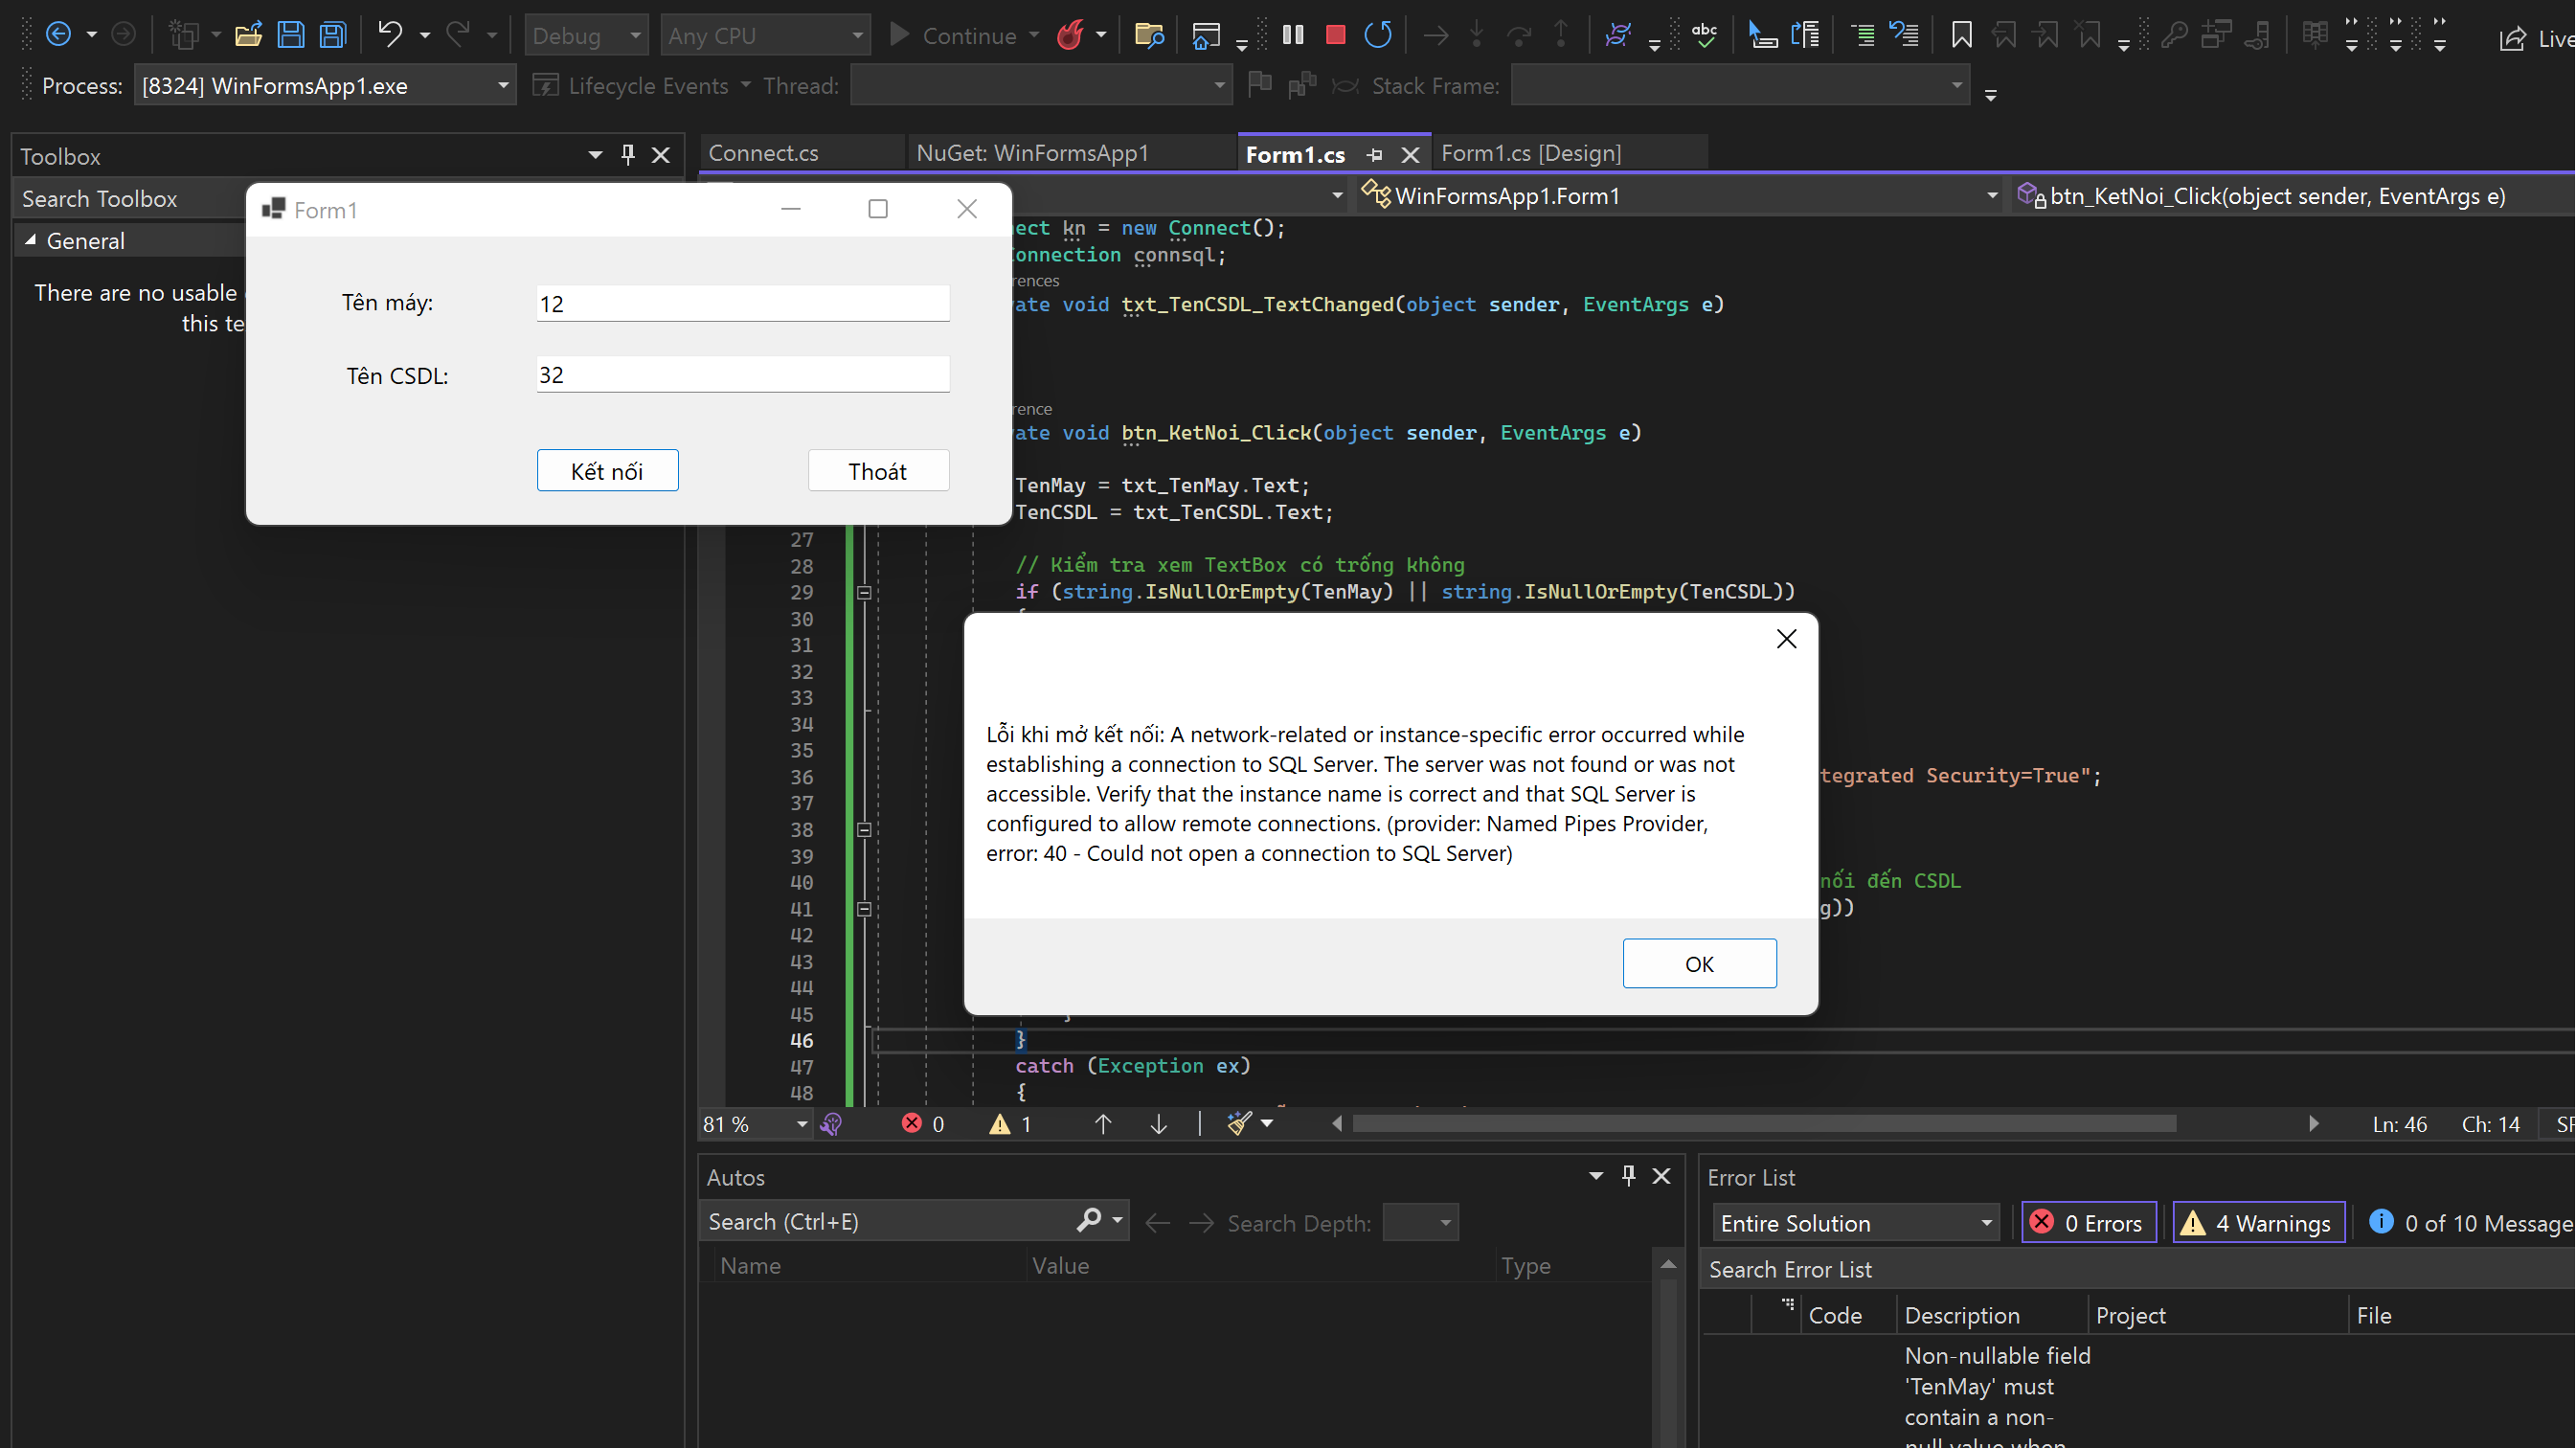 Debug
Any CPU
Continue
abc
Live
Process:
[8324] WinFormsApp1.exe
Lifecycle Events
Thread:
Stack Frame:
Toolbox
Search Toolbox
General
There are no usable
this te
Connect.cs
NuGet: WinFormsApp1
Form1.cs
Form1.cs [Design]
WinFormsApp1.Form1
btn_KetNoi_Click(object sender, EventArgs e)
Form1
Tên máy:
12
Tên CSDL:
32
Kết nối
Thoát
ect kn = new Connect();
onnection connsql;
rences
ate void txt_TenCSDL_TextChanged(object sender, EventArgs e)
rence
ate void btn_KetNoi_Click(object sender, EventArgs e)
TenMay = txt_TenMay.Text;
TenCSDL = txt_TenCSDL.Text;
27
28 // Kiểm tra xem TextBox có trống không
29 if (string.IsNullOrEmpty(TenMay) || string.IsNullOrEmpty(TenCSDL))
30
31
32
33
34
35
36 tegrated Security=True";
37
38
39
40 nối đến CSDL
41 g))
42
43
44
45 }
46 }
47 catch (Exception ex)
48 {
Lỗi khi mở kết nối: A network-related or instance-specific error occurred while
establishing a connection to SQL Server. The server was not found or was not
accessible. Verify that the instance name is correct and that SQL Server is
configured to allow remote connections. (provider: Named Pipes Provider,
error: 40 - Could not open a connection to SQL Server)
OK
81 %
0
1
Ln: 46
Ch: 14
Autos
Search (Ctrl+E)
Search Depth:
Name
Value
Type
Error List
Entire Solution
0 Errors
4 Warnings
0 of 10 Message
Search Error List
Code
Description
Project
File
Non-nullable field
'TenMay' must
contain a non-
null value when